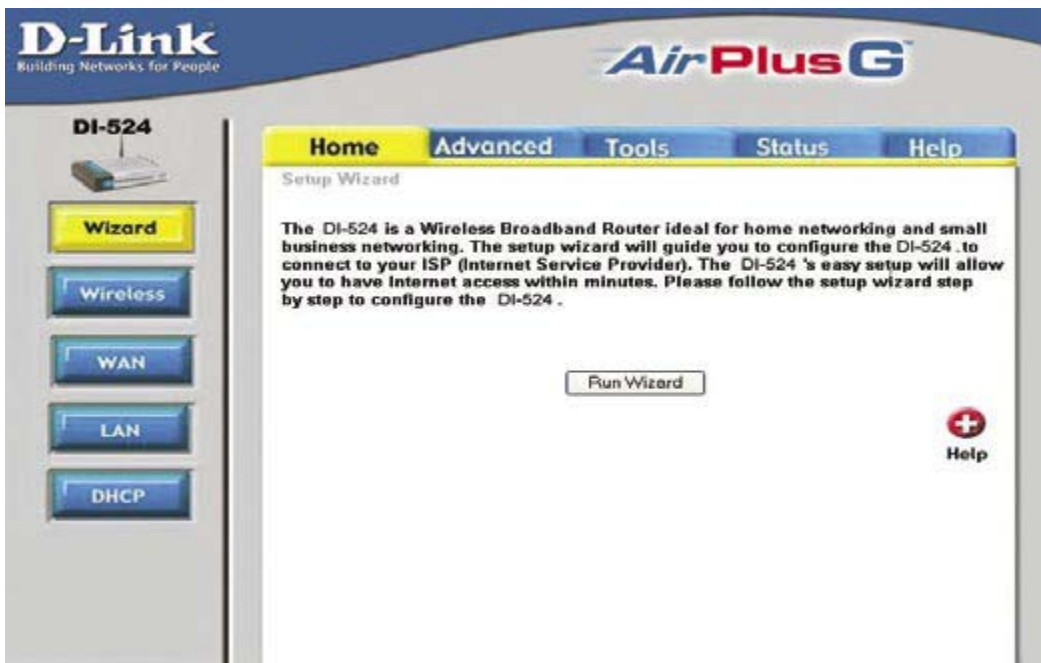 D-Link
Building Networks for People
AirPlusG
DI-524
Home
Advanced
Tools
Status
Help
Setup Wizard
Wizard
Wireless
WAN
LAN
DHCP
The DI-524 is a Wireless Broadband Router ideal for home networking and small
business networking. The setup wizard will guide you to configure the DI-524 .to
connect to your ISP (Internet Service Provider). The DI-524 's easy setup will allow
you to have Internet access within minutes. Please follow the setup wizard step
by step to configure the DI-524 .
Run Wizard
Help